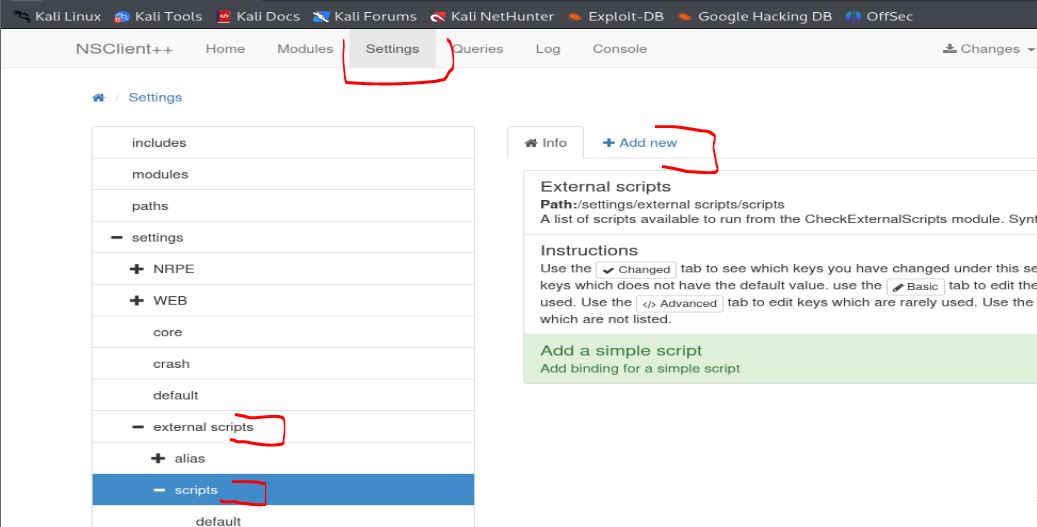 Kali Linux Kali Tools Kali Docs Kali Forums Kali NetHunter Exploit-DB Google Hacking DB OffSec
NSClient++ Home Modules Settings Queries Log Console Changes
/ Settings
includes
modules
paths
settings
NRPE
WEB
core
crash
default
external scripts
alias
scripts
default
Info Add new
External scripts
Path:/settings/external scripts/scripts
A list of scripts available to run from the CheckExternalScripts module. Synt
Instructions
Use the Changed tab to see which keys you have changed under this se
keys which does not have the default value. use the Basic tab to edit the
used. Use the </> Advanced tab to edit keys which are rarely used. Use the
which are not listed.
Add a simple script
Add binding for a simple script